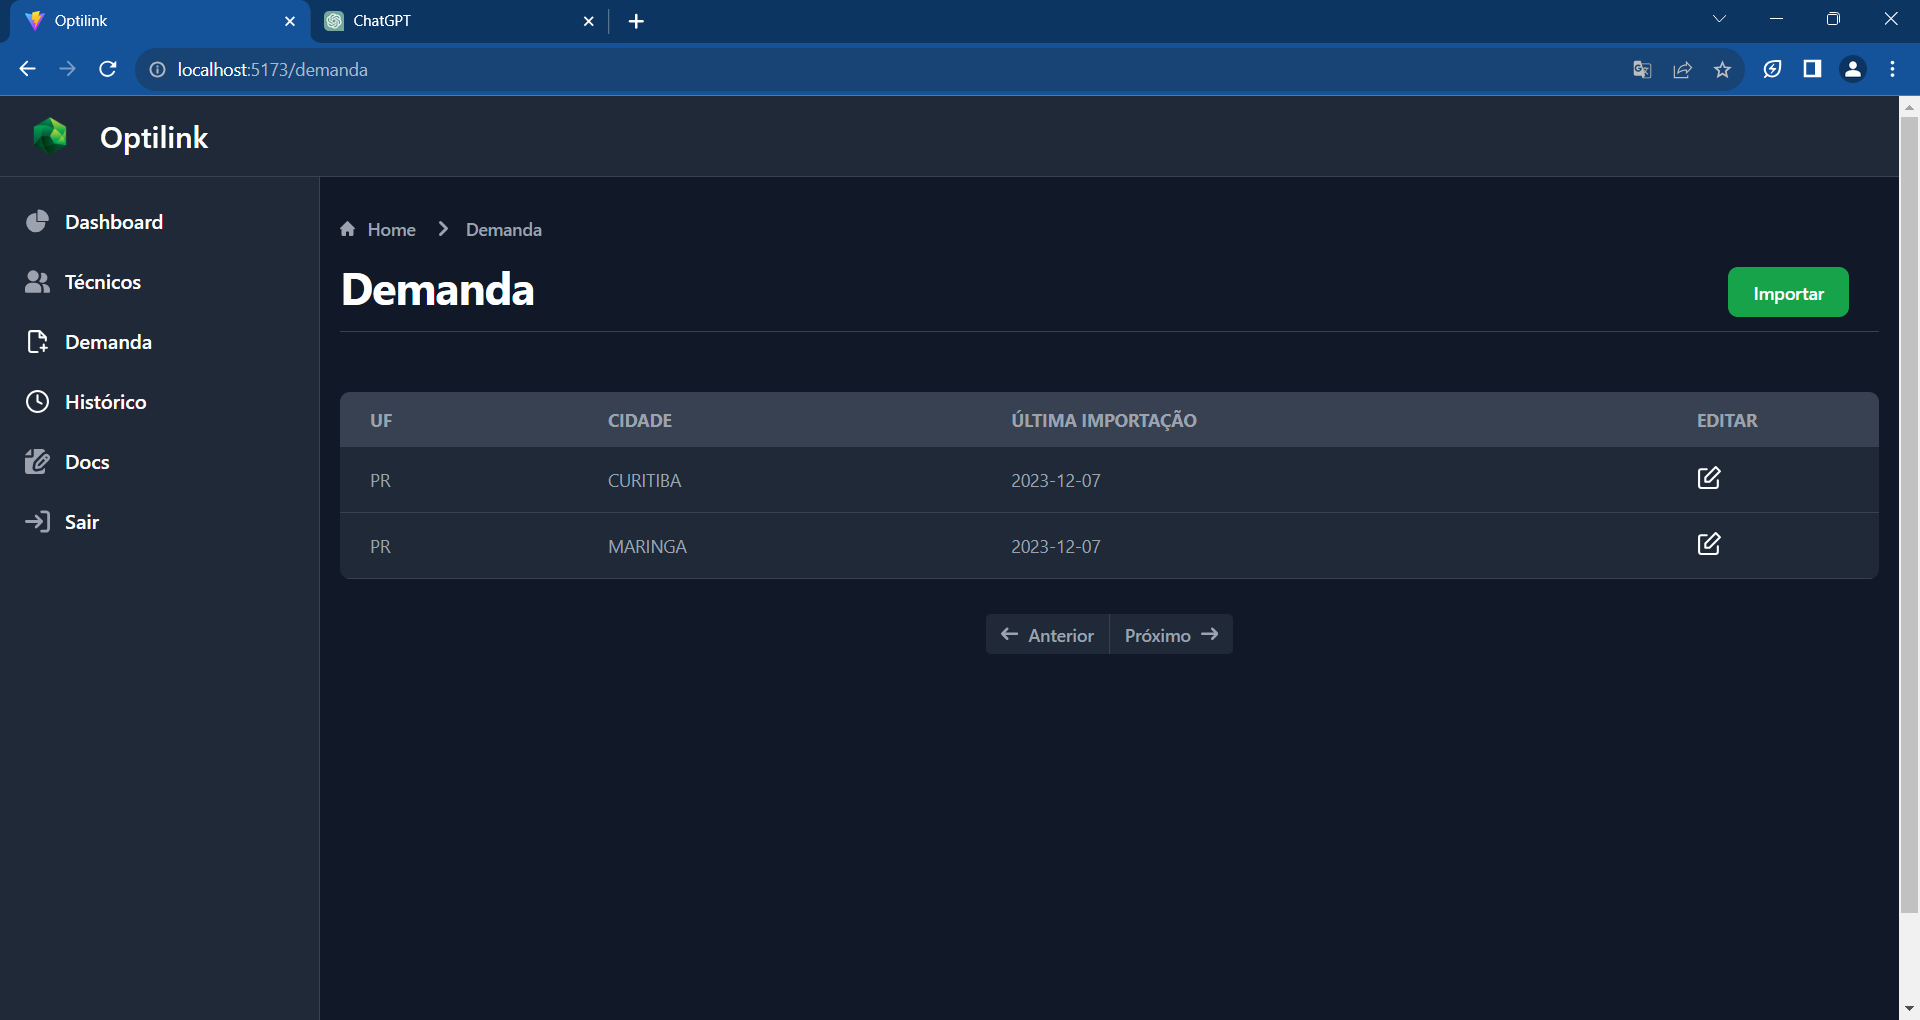 Optilink
ChatGPT
localhost:5173/demanda
Optilink
Dashboard
Técnicos
Demanda
Histórico
Docs
Sair
Home
Demanda
Demanda
Importar
UF CIDADE ÚLTIMA IMPORTAÇÃO EDITAR
PR CURITIBA 2023-12-07
PR MARINGA 2023-12-07
Anterior Próximo